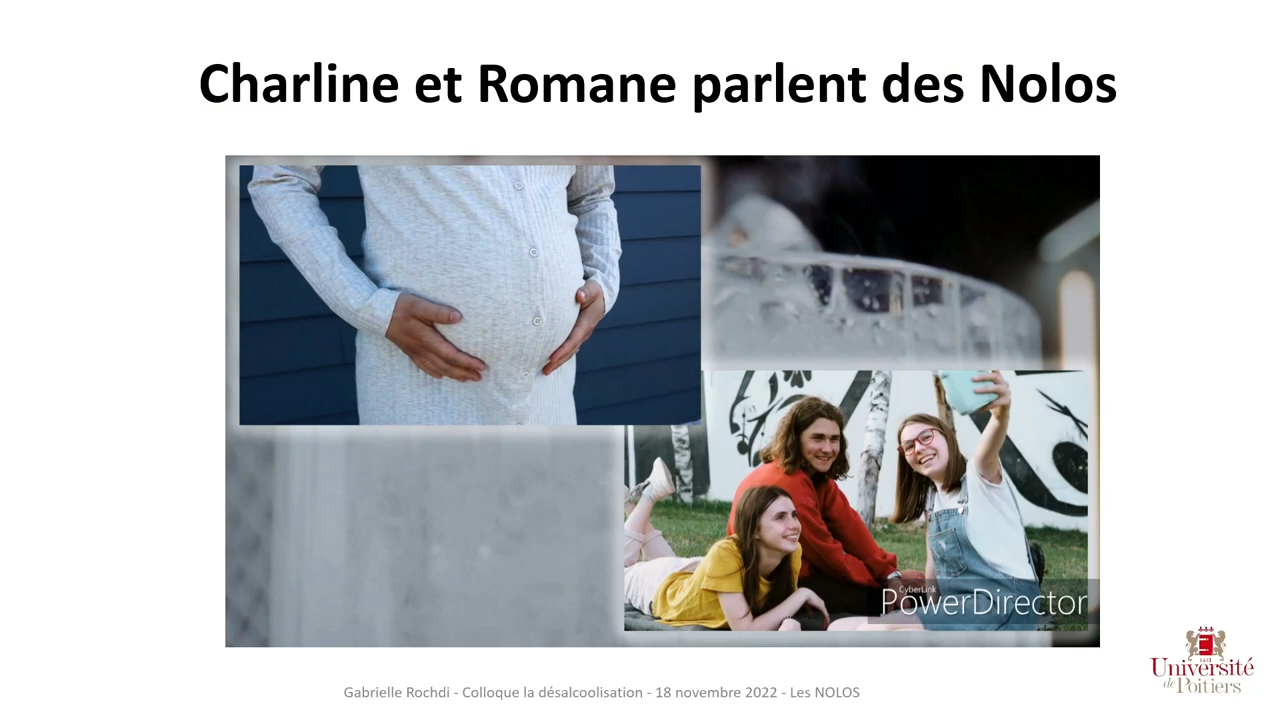 Charline et Romane parlent des Nolos
CyberLink
PowerDirector
Gabrielle Rochdi - Colloque la désalcoolisation - 18 novembre 2022 - Les NOLOS
Université
de Poitiers